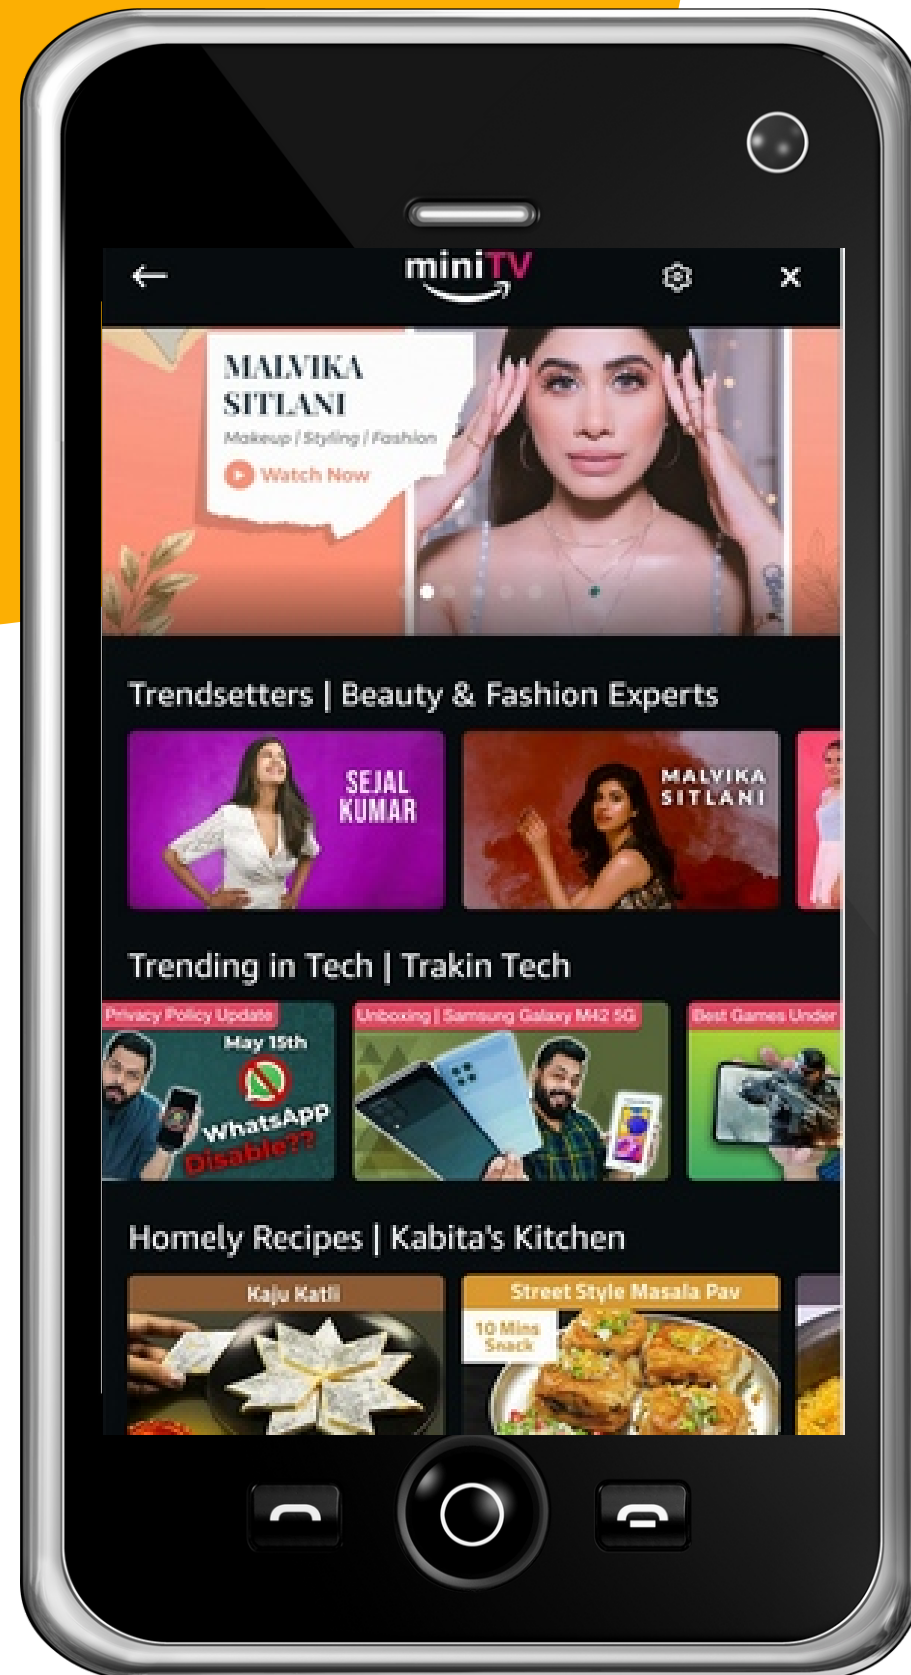 miniTV
MALVIKA
SITLANI
Makeup | Styling | Fashion
Watch Now
Trendsetters | Beauty & Fashion Experts
SEJAL
KUMAR
MALVIKA
SITLANI
Trending in Tech | Trakin Tech
Privacy Policy Update
May 15th
WhatsApp
Disable??
Unboxing | Samsung Galaxy M42 5G
Best Games Under
Homely Recipes | Kabita's Kitchen
Kaju Katli
Street Style Masala Pav
10 Mins
Snack